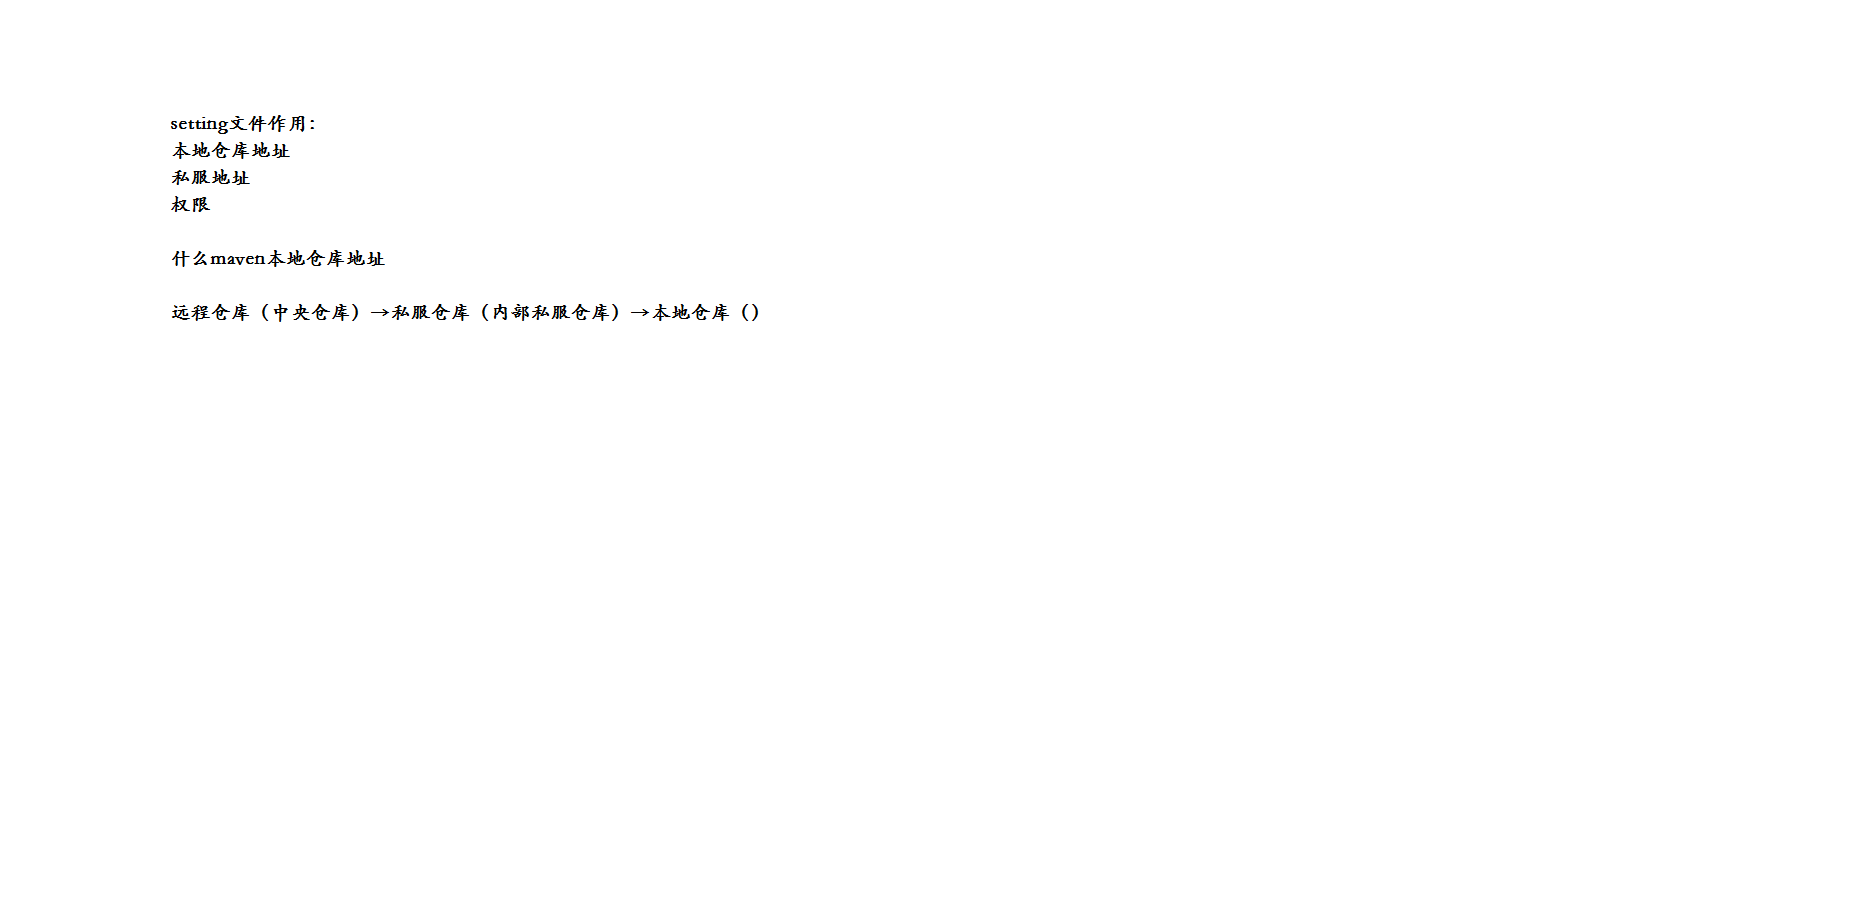 setting文件作用：
本地仓库地址
私服地址
权限
什么maven本地仓库地址
远程仓库（中央仓库）→私服仓库（内部私服仓库）→本地仓库（）